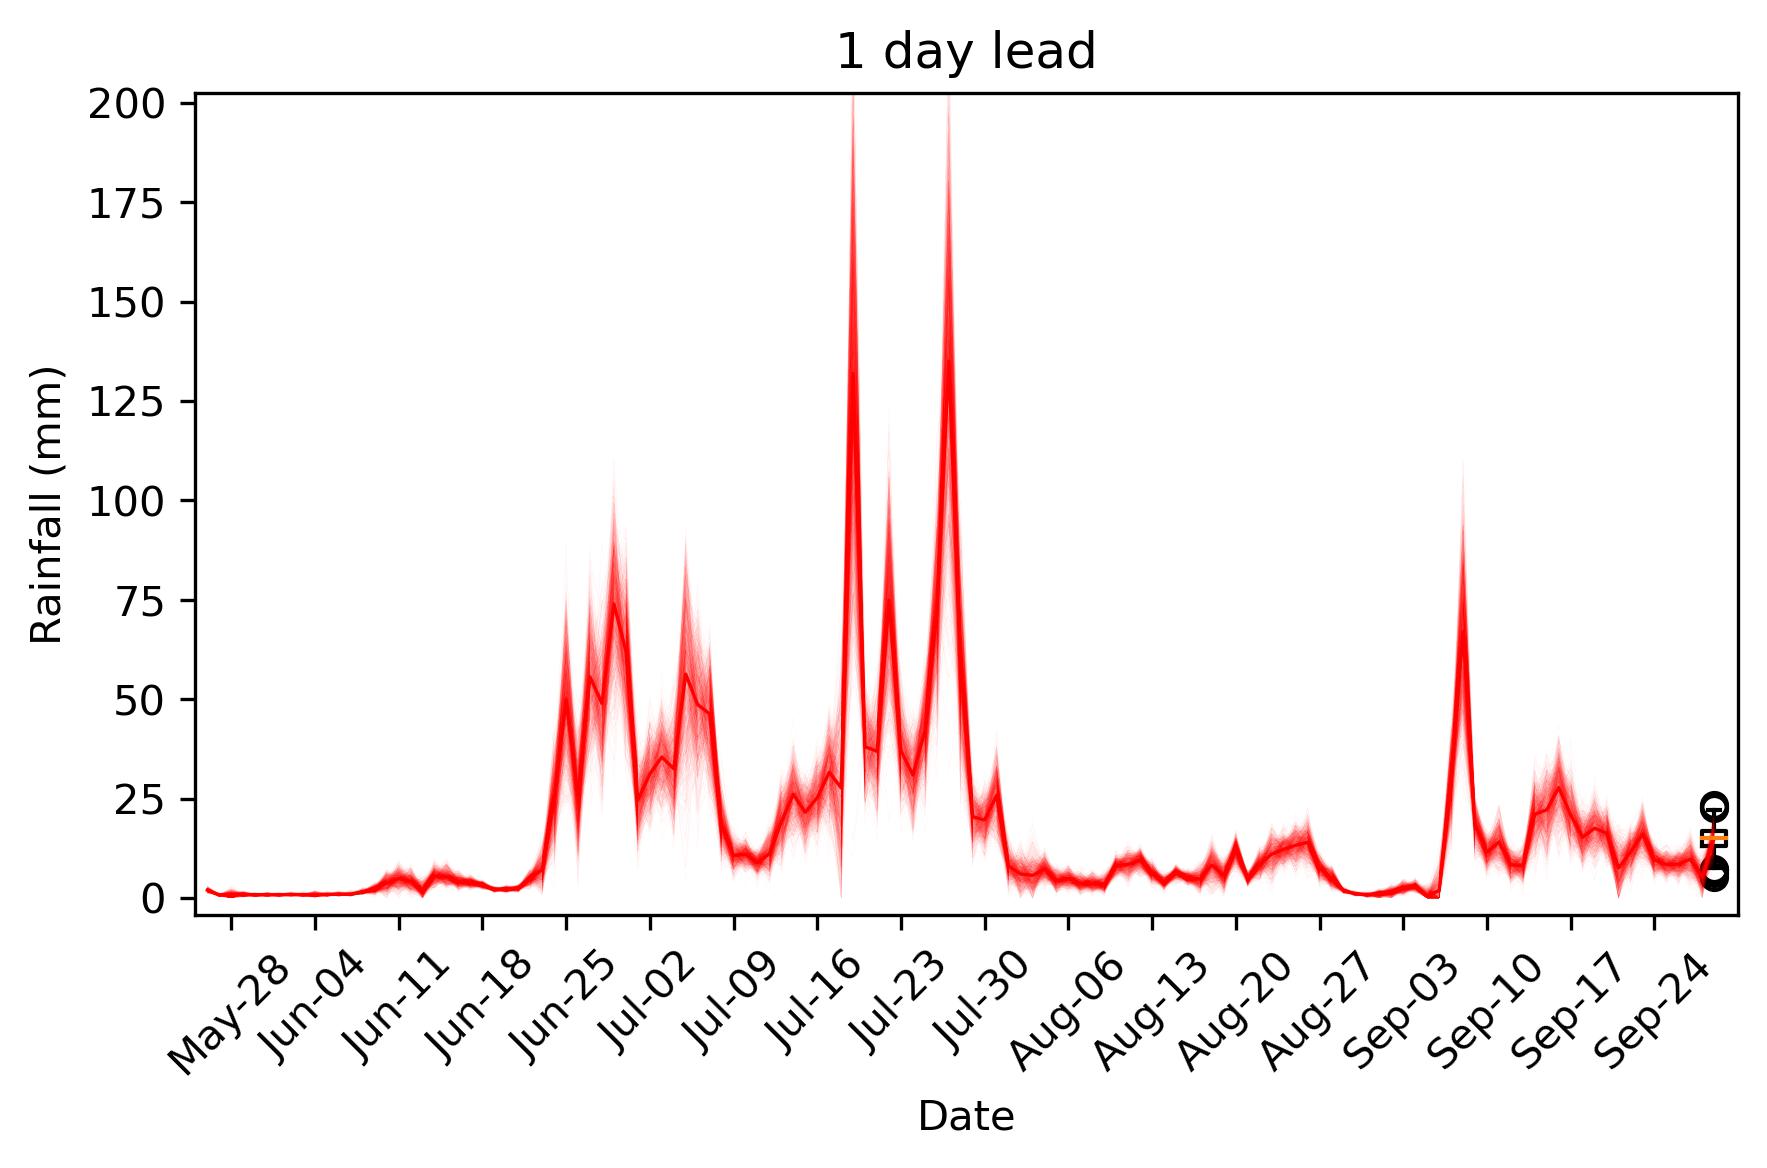 1 day lead
200
175
150
125
100
75
50
25
0
Rainfall (mm)
May-28
Jun-04
Jun-11
Jun-18
Jun-25
Jul-02
Jul-09
Jul-16
Jul-23
Jul-30
Aug-06
Aug-13
Aug-20
Aug-27
Sep-03
Sep-10
Sep-17
Sep-24
Date